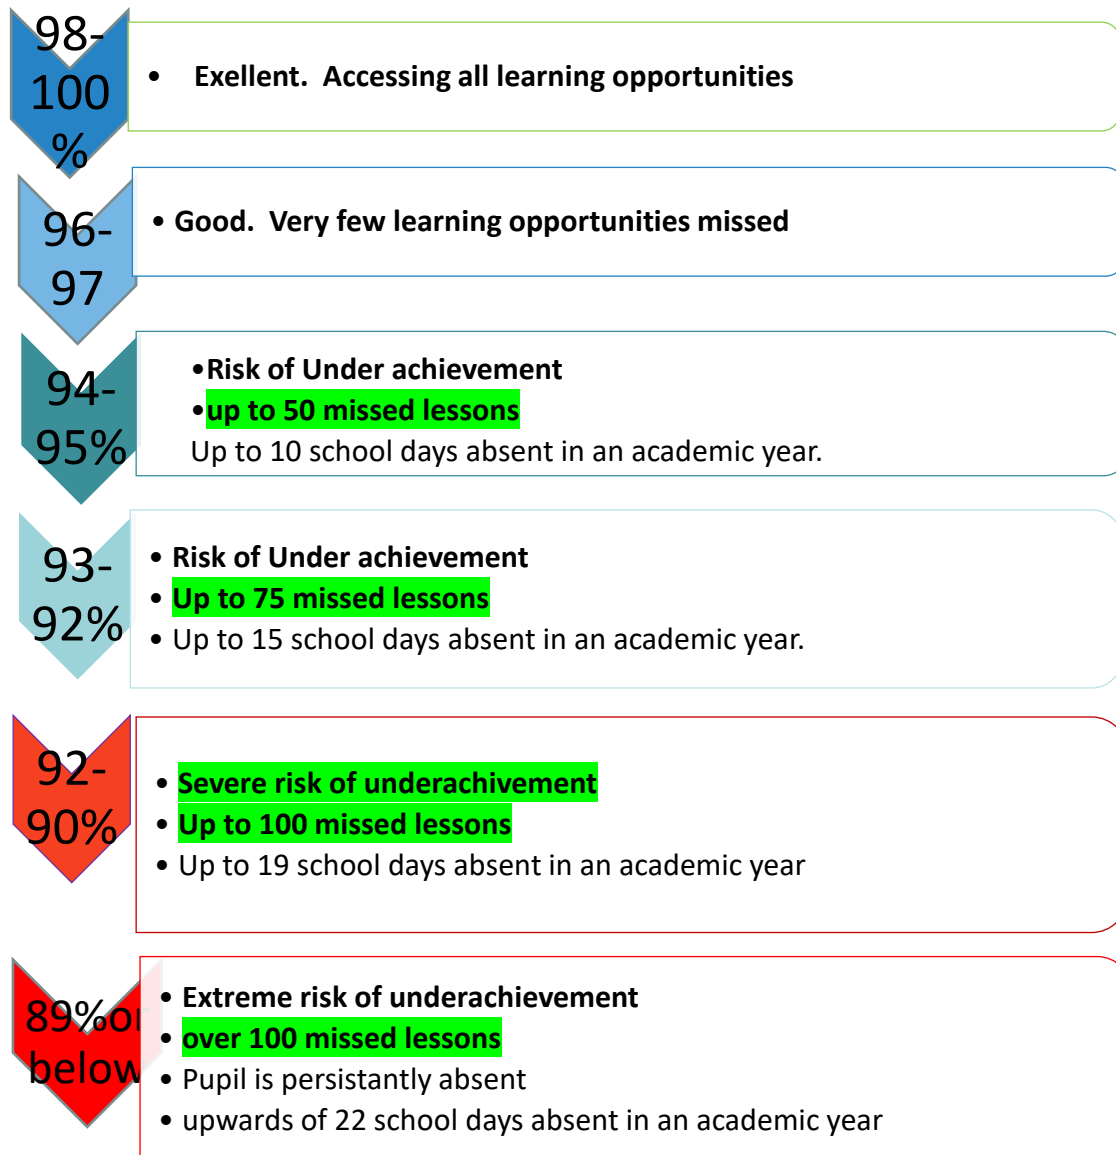 98-
100
%
• Exellent. Accessing all learning opportunities
96-
97
• Good. Very few learning opportunities missed
94-
95%
•Risk of Under achievement
•up to 50 missed lessons
Up to 10 school days absent in an academic year.
93-
92%
• Risk of Under achievement
• Up to 75 missed lessons
• Up to 15 school days absent in an academic year.
92-
90%
• Severe risk of underachivement
• Up to 100 missed lessons
• Up to 19 school days absent in an academic year
89%or
below
• Extreme risk of underachievement
• over 100 missed lessons
• Pupil is persistantly absent
• upwards of 22 school days absent in an academic year